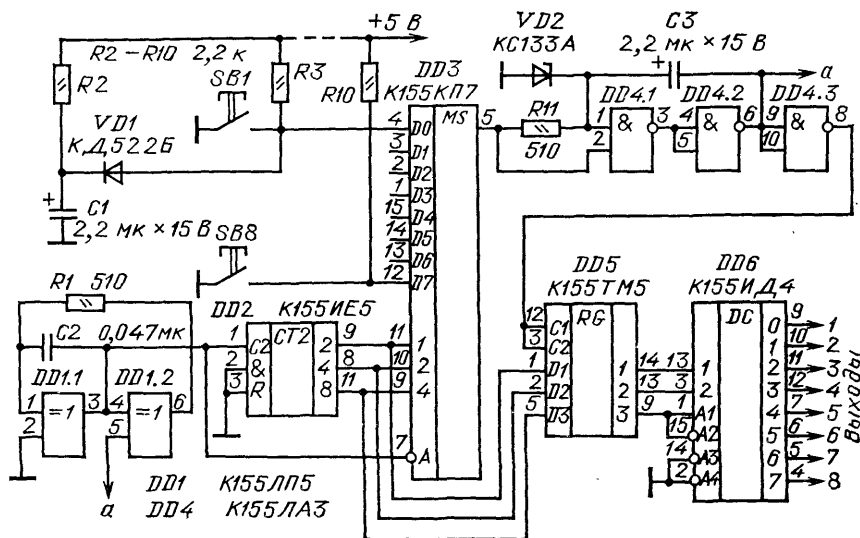 +5 В
R2-R10 2,2 к
R2
SB1
R3
R10
VD1
КД522Б
+
C1
2,2 мк × 15 В
SB8
R1 510
C2
0,047мк
DD1.1
DD1.2
1
2
=1
3
4
5
=1
6
а
DD1 К155ЛП5
DD4 К155ЛА3
DD2
К155ИЕ5
1
2
3
C2
&
R
CT2
2
4
8
9
8
11
DD3
К155КП7
MS
4 D0
3 D1
2 D2
1 D3
15 D4
14 D5
13 D6
12 D7
11 1
10 2
9 4
7 A
5
R11
510
VD2
КС133А
C3
2,2 мк × 15 В
+
а
DD4.1
DD4.2
DD4.3
1
2
&
3
4
5
&
6
9
10
&
8
DD5
К155ТМ5
RG
12 C1
3 C2
1 D1
2 D2
5 D3
1 14
2 13
3 9
DD6
К155ИД4
DC
13 1
3 2
1 A1
15 A2
14 A3
2 A4
0 9 1
1 10 2
2 11 3
3 12 4
4 7 5
5 6 6
6 5 7
7 4 8
Выходы